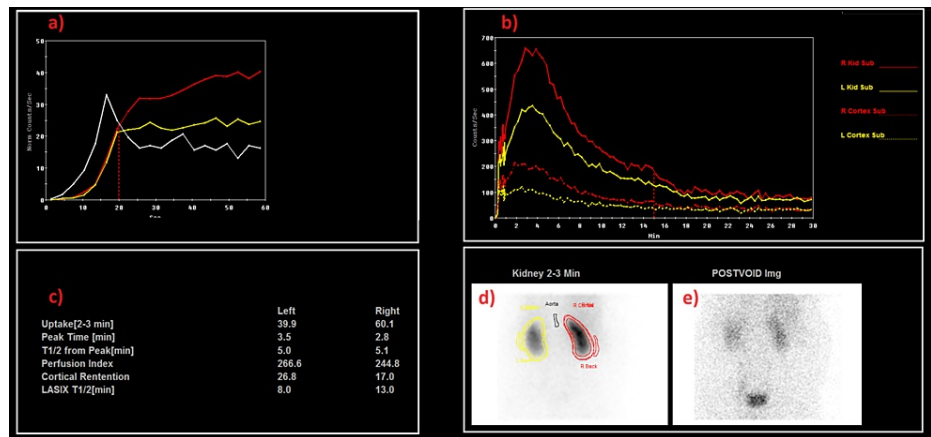 a)
50
40
30
20
10
0
Norm Counts/Sec
0 10 20 30 40 50 60
Sec
b)
700
600
500
400
300
200
100
0
Counts/Sec
0 2 4 6 8 10 12 14 16 18 20 22 24 26 28 30
Min
R Kid Sub
L Kid Sub
R Cortex Sub
L Cortex Sub
c)
Left Right
Uptake[2-3 min] 39.9 60.1
Peak Time [min] 3.5 2.8
T1/2 from Peak[min] 5.0 5.1
Perfusion Index 266.6 244.8
Cortical Rentention 26.8 17.0
LASIX T1/2[min] 8.0 13.0
Kidney 2-3 Min
d)
Aorta
R Back
POSTVOID Img
e)